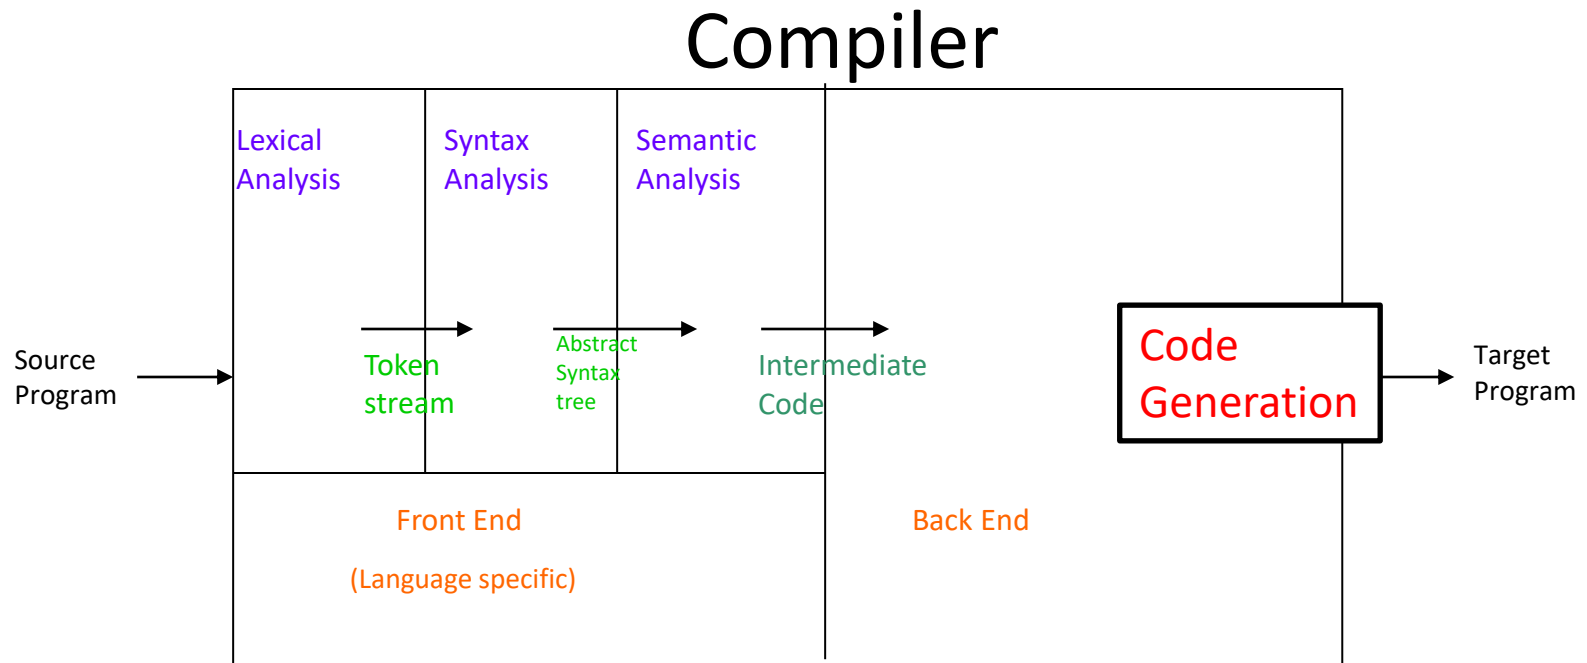 Compiler
Lexical
Analysis
Syntax
Analysis
Semantic
Analysis
Source
Program
Token
stream
Abstract
Syntax
tree
Intermediate
Code
Code
Generation
Target
Program
Front End
(Language specific)
Back End